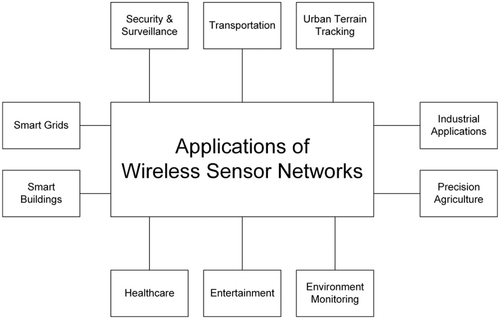 Security &
Surveillance
Transportation
Urban Terrain
Tracking
Smart Grids
Industrial
Applications
Applications of
Wireless Sensor Networks
Smart
Buildings
Precision
Agriculture
Healthcare
Entertainment
Environment
Monitoring